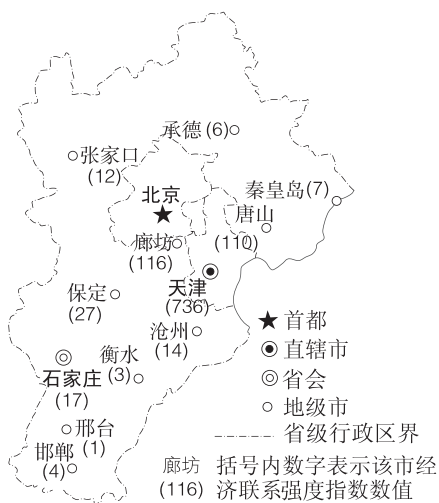 承德(6)
张家口
(12)
北京
秦皇岛(7)
唐山
(110)
廊坊
(116)
天津
(736)
保定
(27)
沧州
(14)
衡水
(3)
石家庄
(17)
邢台
(1)
邯郸
(4)
首都
直辖市
省会
地级市
省级行政区界
廊坊 括号内数字表示该市经
(116) 济联系强度指数数值